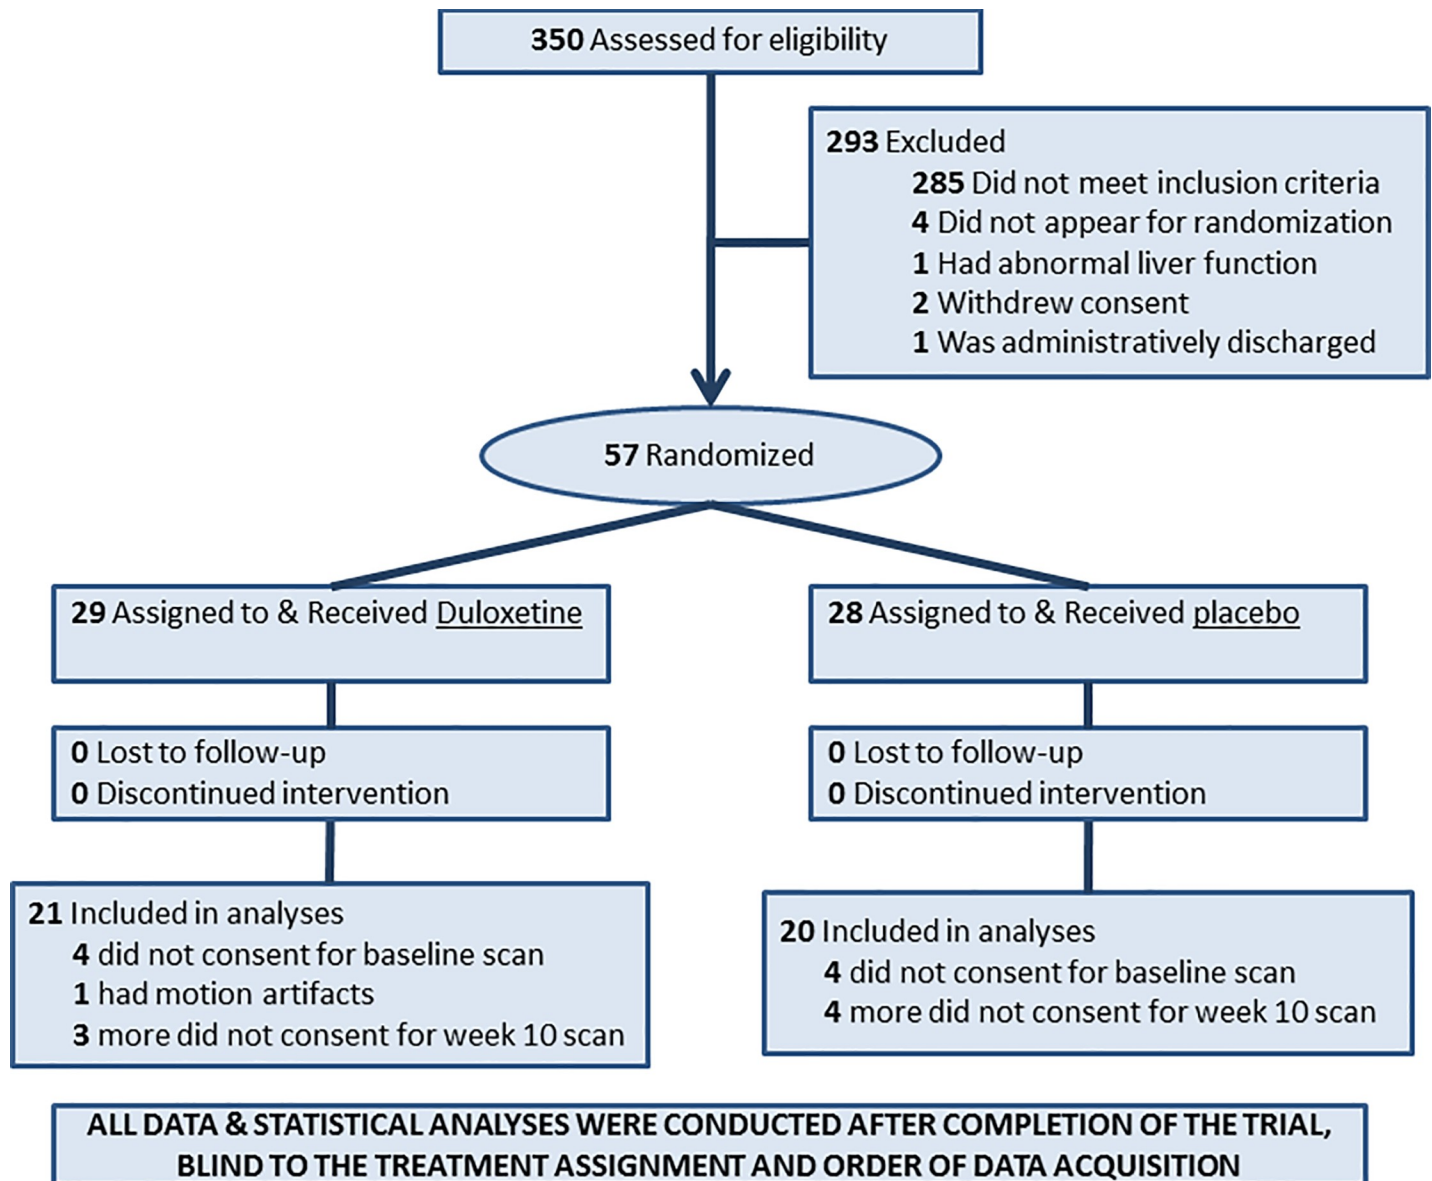 350 Assessed for eligibility
293 Excluded
285 Did not meet inclusion criteria
4 Did not appear for randomization
1 Had abnormal liver function
2 Withdrew consent
1 Was administratively discharged
57 Randomized
29 Assigned to & Received Duloxetine
0 Lost to follow-up
0 Discontinued intervention
21 Included in analyses
4 did not consent for baseline scan
1 had motion artifacts
3 more did not consent for week 10 scan
28 Assigned to & Received placebo
0 Lost to follow-up
0 Discontinued intervention
20 Included in analyses
4 did not consent for baseline scan
4 more did not consent for week 10 scan
ALL DATA & STATISTICAL ANALYSES WERE CONDUCTED AFTER COMPLETION OF THE TRIAL,
BLIND TO THE TREATMENT ASSIGNMENT AND ORDER OF DATA ACQUISITION